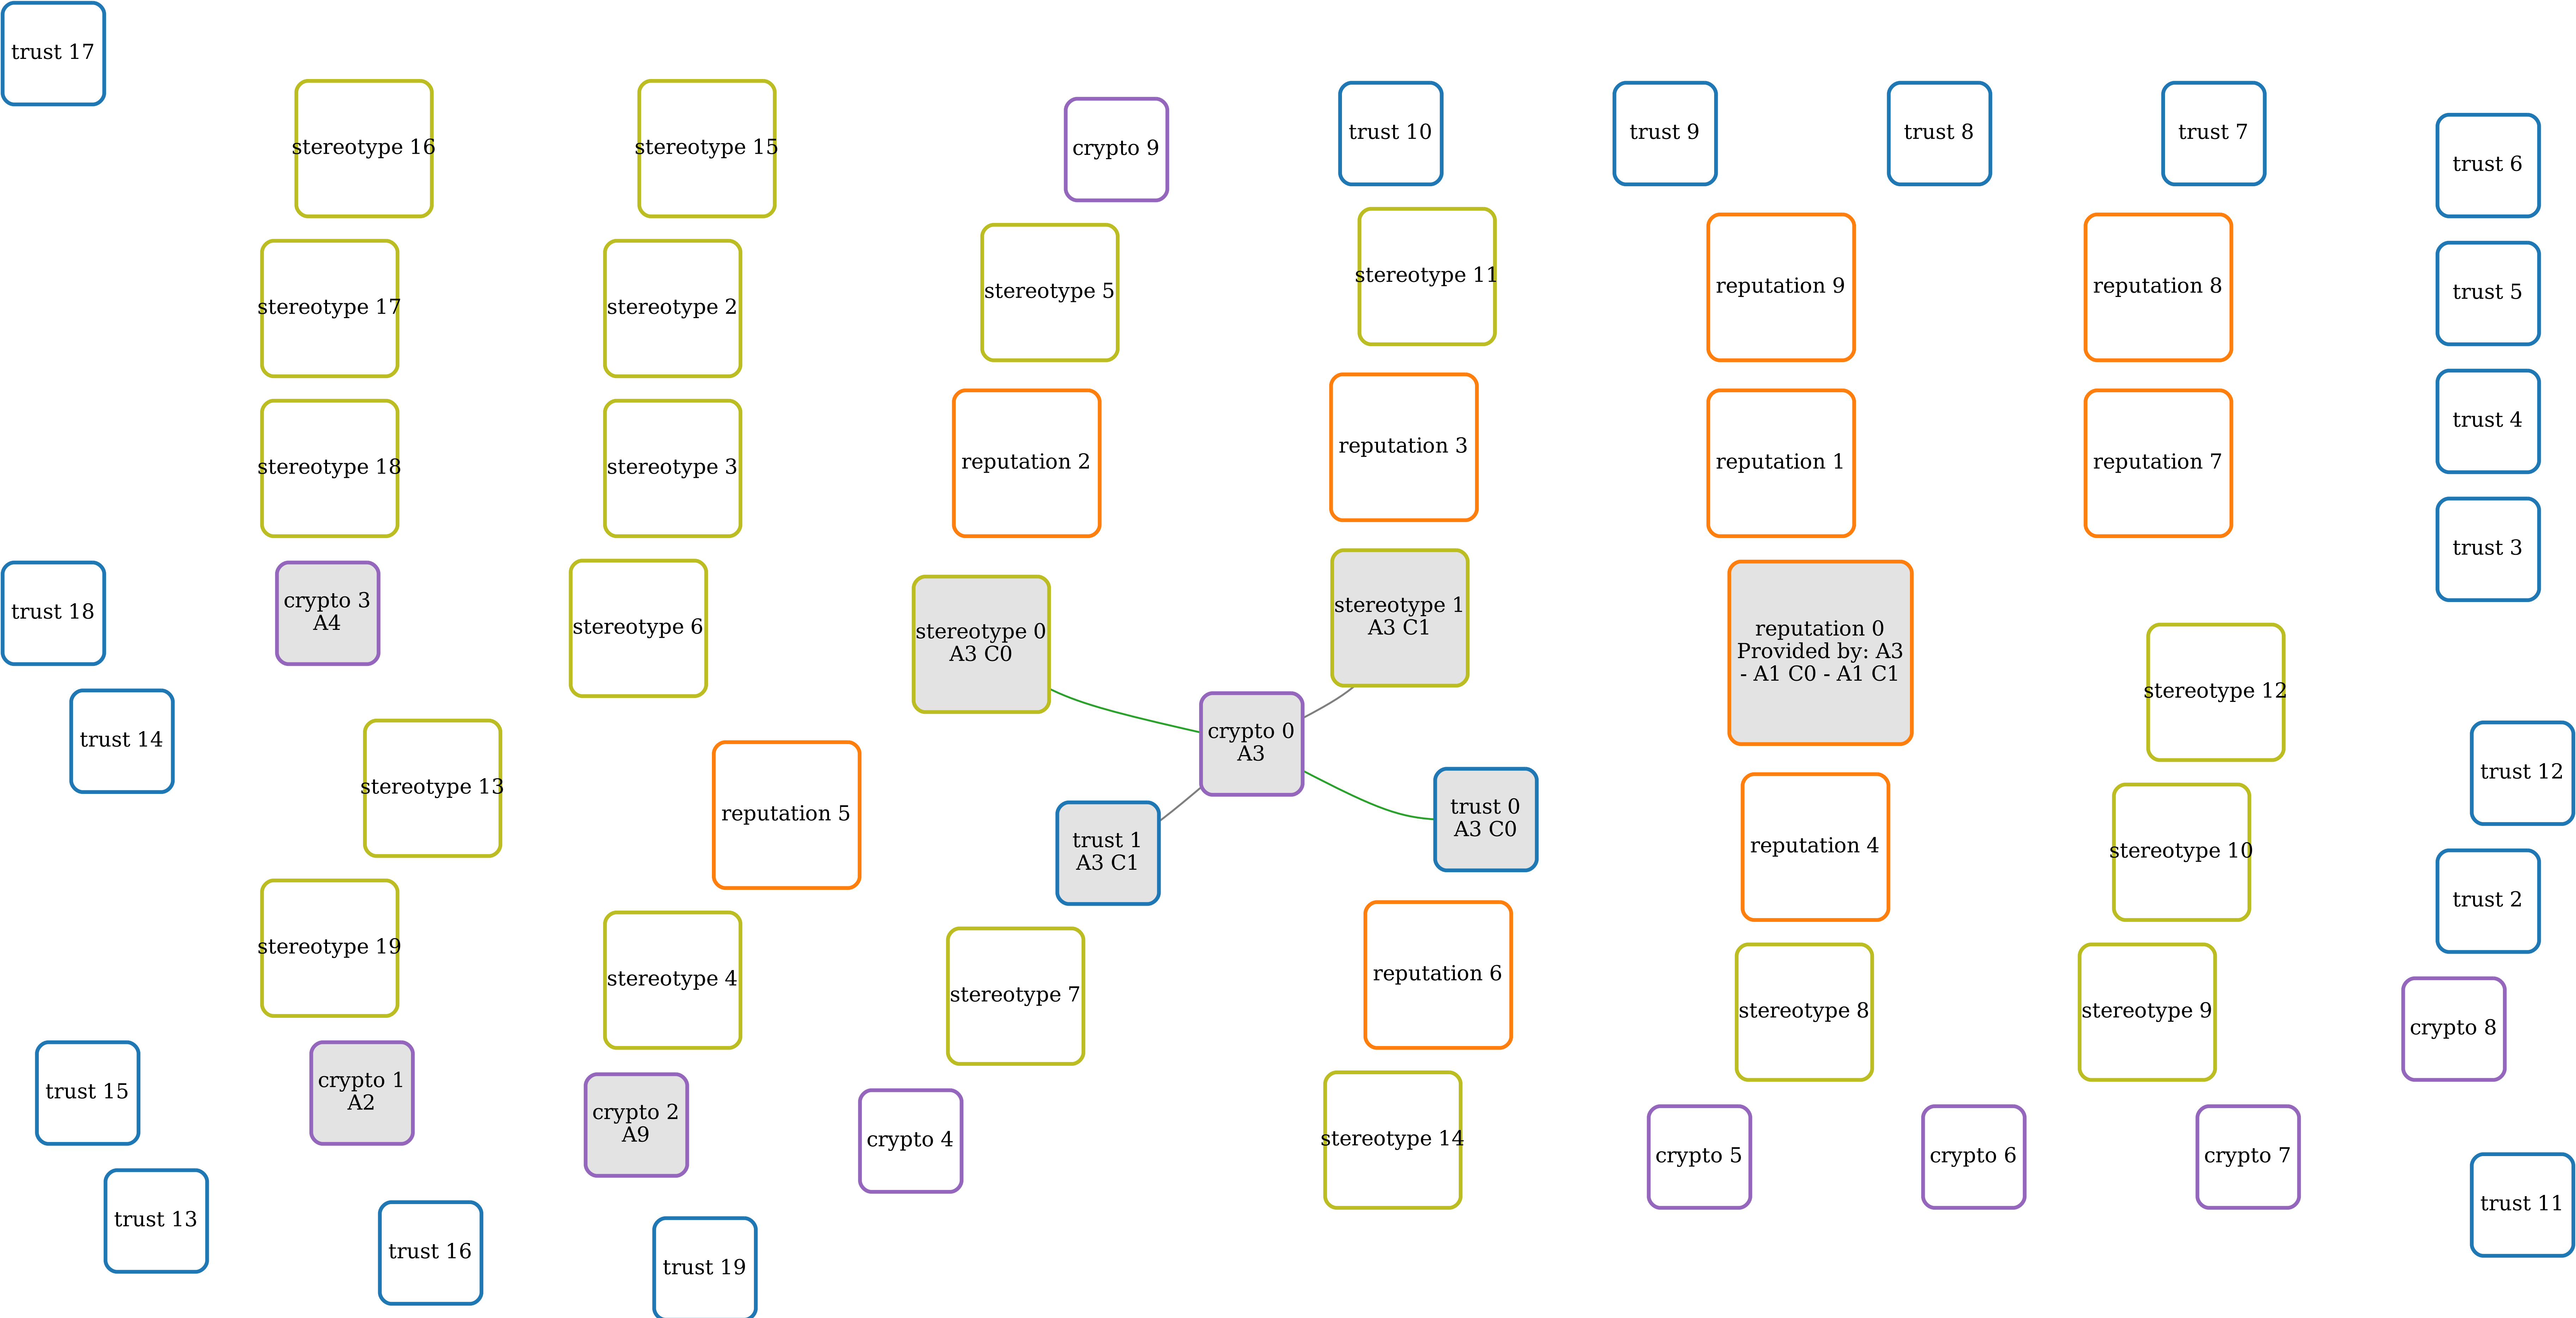 trust 17
stereotype 16
stereotype 15
crypto 9
trust 10
trust 9
trust 8
trust 7
trust 6
stereotype 17
stereotype 2
stereotype 5
stereotype 11
reputation 9
reputation 8
trust 5
stereotype 18
stereotype 3
reputation 2
reputation 3
reputation 1
reputation 7
trust 4
trust 3
trust 18
crypto 3
A4
stereotype 6
stereotype 0
A3 C0
stereotype 1
A3 C1
reputation 0
Provided by: A3
- A1 C0 - A1 C1
stereotype 12
trust 14
stereotype 13
reputation 5
crypto 0
A3
trust 1
A3 C1
trust 0
A3 C0
reputation 4
stereotype 10
trust 12
trust 2
stereotype 19
stereotype 4
stereotype 7
reputation 6
stereotype 8
stereotype 9
crypto 8
trust 15
crypto 1
A2
crypto 2
A9
crypto 4
stereotype 14
crypto 5
crypto 6
crypto 7
trust 11
trust 13
trust 16
trust 19